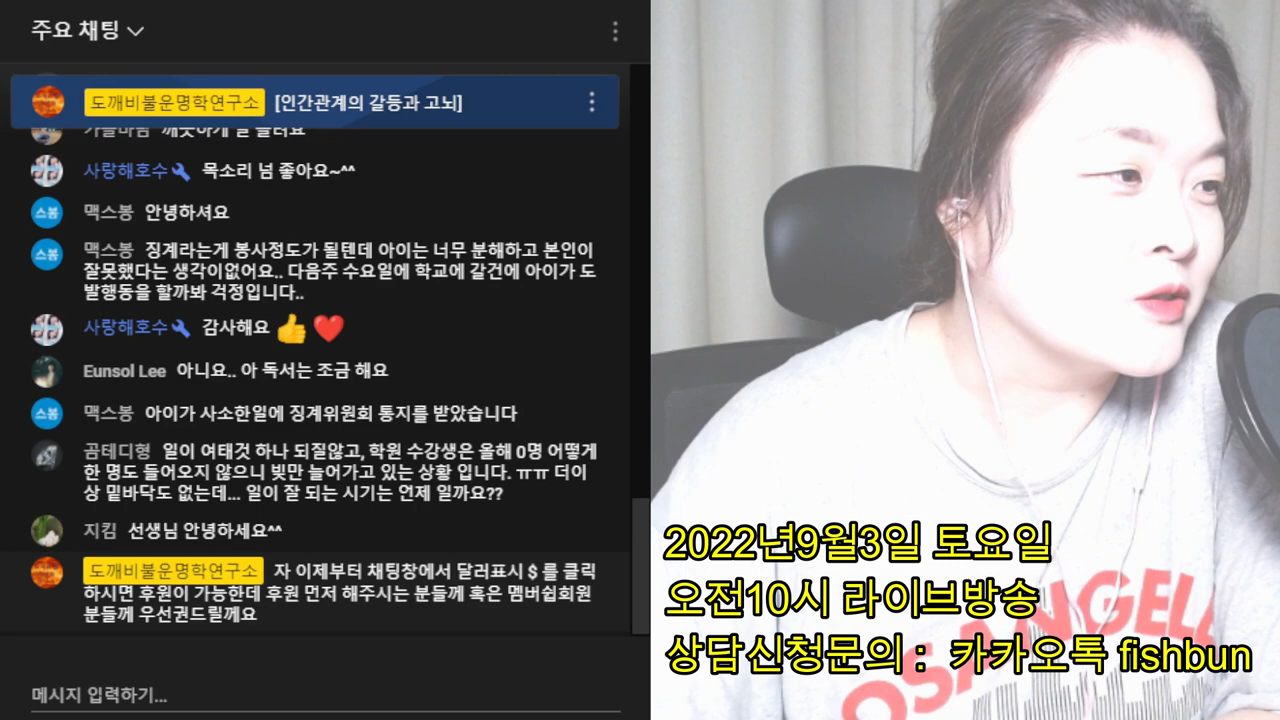 주요 채팅
도깨비불운명학연구소 [인간관계의 갈등과 고뇌]
깨끗하게 잘 들려요
사랑해호수 목소리 넘 좋아요~^^
스봉 맥스봉 안녕하셔요
스봉 맥스봉 징계라는게 봉사정도가 될텐데 아이는 너무 분해하고 본인이
잘못했다는 생각이없어요.. 다음주 수요일에 학교에 갈건에 아이가 도
발행동을 할까봐 걱정입니다..
사랑해호수 감사해요 👍❤️
Eunsol Lee 아니요.. 아 독서는 조금 해요
스봉 맥스봉 아이가 사소한일에 징계위원회 통지를 받았습니다
곰테디형 일이 여태것 하나 되질않고, 학원 수강생은 올해 0명 어떻게
한 명도 들어오지 않으니 빚만 늘어가고 있는 상황 입니다. ㅠㅠ 더이
상 밑바닥도 없는데... 일이 잘 되는 시기는 언제 일까요??
지킴 선생님 안녕하세요^^
도깨비불운명학연구소 자 이제부터 채팅창에서 달러표시 $ 를 클릭
하시면 후원이 가능한데 후원 먼저 해주시는 분들께 혹은 멤버쉽회원
분들께 우선권드릴께요
메시지 입력하기...
OS ANGELE
2022년9월3일 토요일
오전10시 라이브방송
상담신청문의 : 카카오톡 fishbun